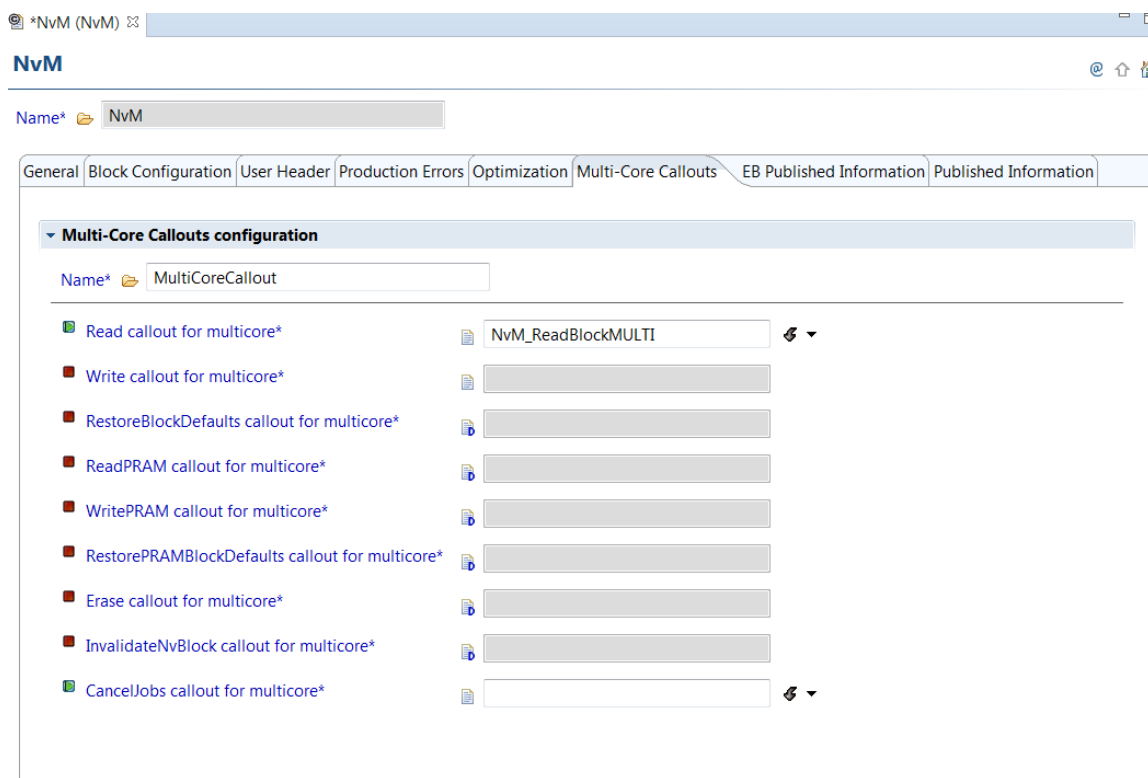 *NvM (NvM)
NvM
Name* NvM
General Block Configuration User Header Production Errors Optimization Multi-Core Callouts EB Published Information Published Information
Multi-Core Callouts configuration
Name* MultiCoreCallout
Read callout for multicore* NvM_ReadBlockMULTI
Write callout for multicore*
RestoreBlockDefaults callout for multicore*
ReadPRAM callout for multicore*
WritePRAM callout for multicore*
RestorePRAMBlockDefaults callout for multicore*
Erase callout for multicore*
InvalidateNvBlock callout for multicore*
CancelJobs callout for multicore*